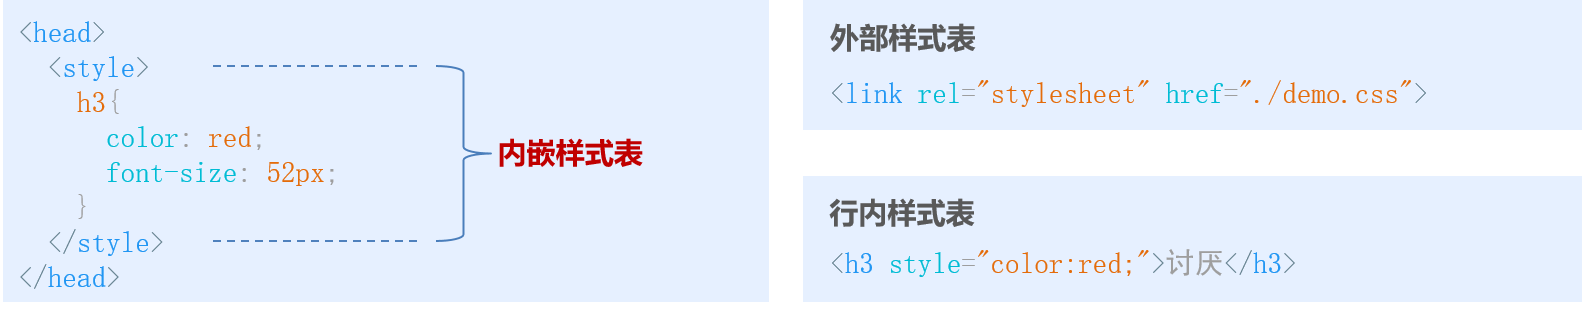 <head>
  <style>
    h3{
      color: red;
      font-size: 52px;
    }
  </style>
</head>
内嵌样式表
外部样式表
<link rel="stylesheet" href="./demo.css">
行内样式表
<h3 style="color:red;">讨厌</h3>